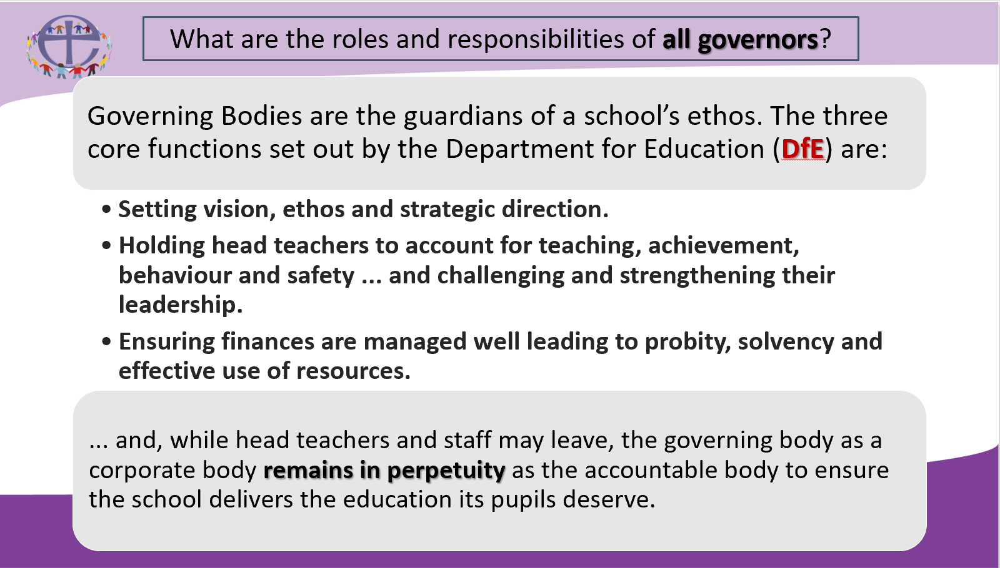 What are the roles and responsibilities of all governors?
Governing Bodies are the guardians of a school’s ethos. The three
core functions set out by the Department for Education (DfE) are:
• Setting vision, ethos and strategic direction.
• Holding head teachers to account for teaching, achievement,
behaviour and safety ... and challenging and strengthening their
leadership.
• Ensuring finances are managed well leading to probity, solvency and
effective use of resources.
... and, while head teachers and staff may leave, the governing body as a
corporate body remains in perpetuity as the accountable body to ensure
the school delivers the education its pupils deserve.